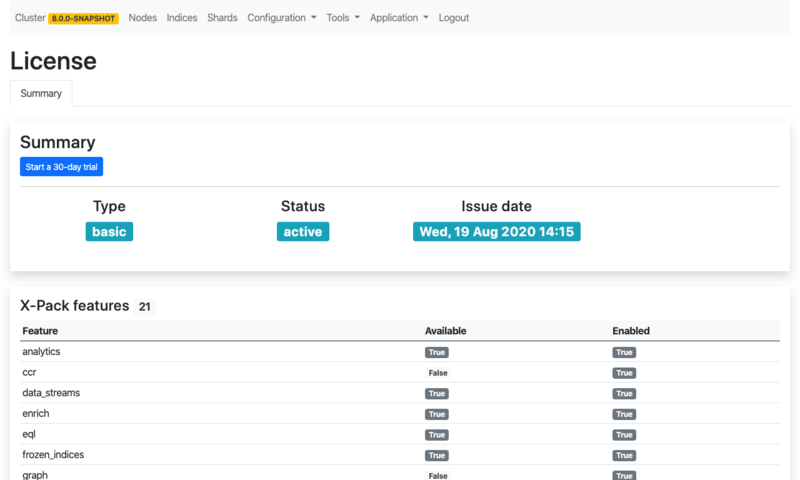 Cluster 8.0.0-SNAPSHOT Nodes Indices Shards Configuration Tools Application Logout
License
Summary
Summary
Start a 30-day trial
Type Status Issue date
basic active Wed, 19 Aug 2020 14:15
X-Pack features 21
Feature Available Enabled
analytics True True
ccr False True
data_streams True True
enrich True True
eql True True
frozen_indices True True
graph False True